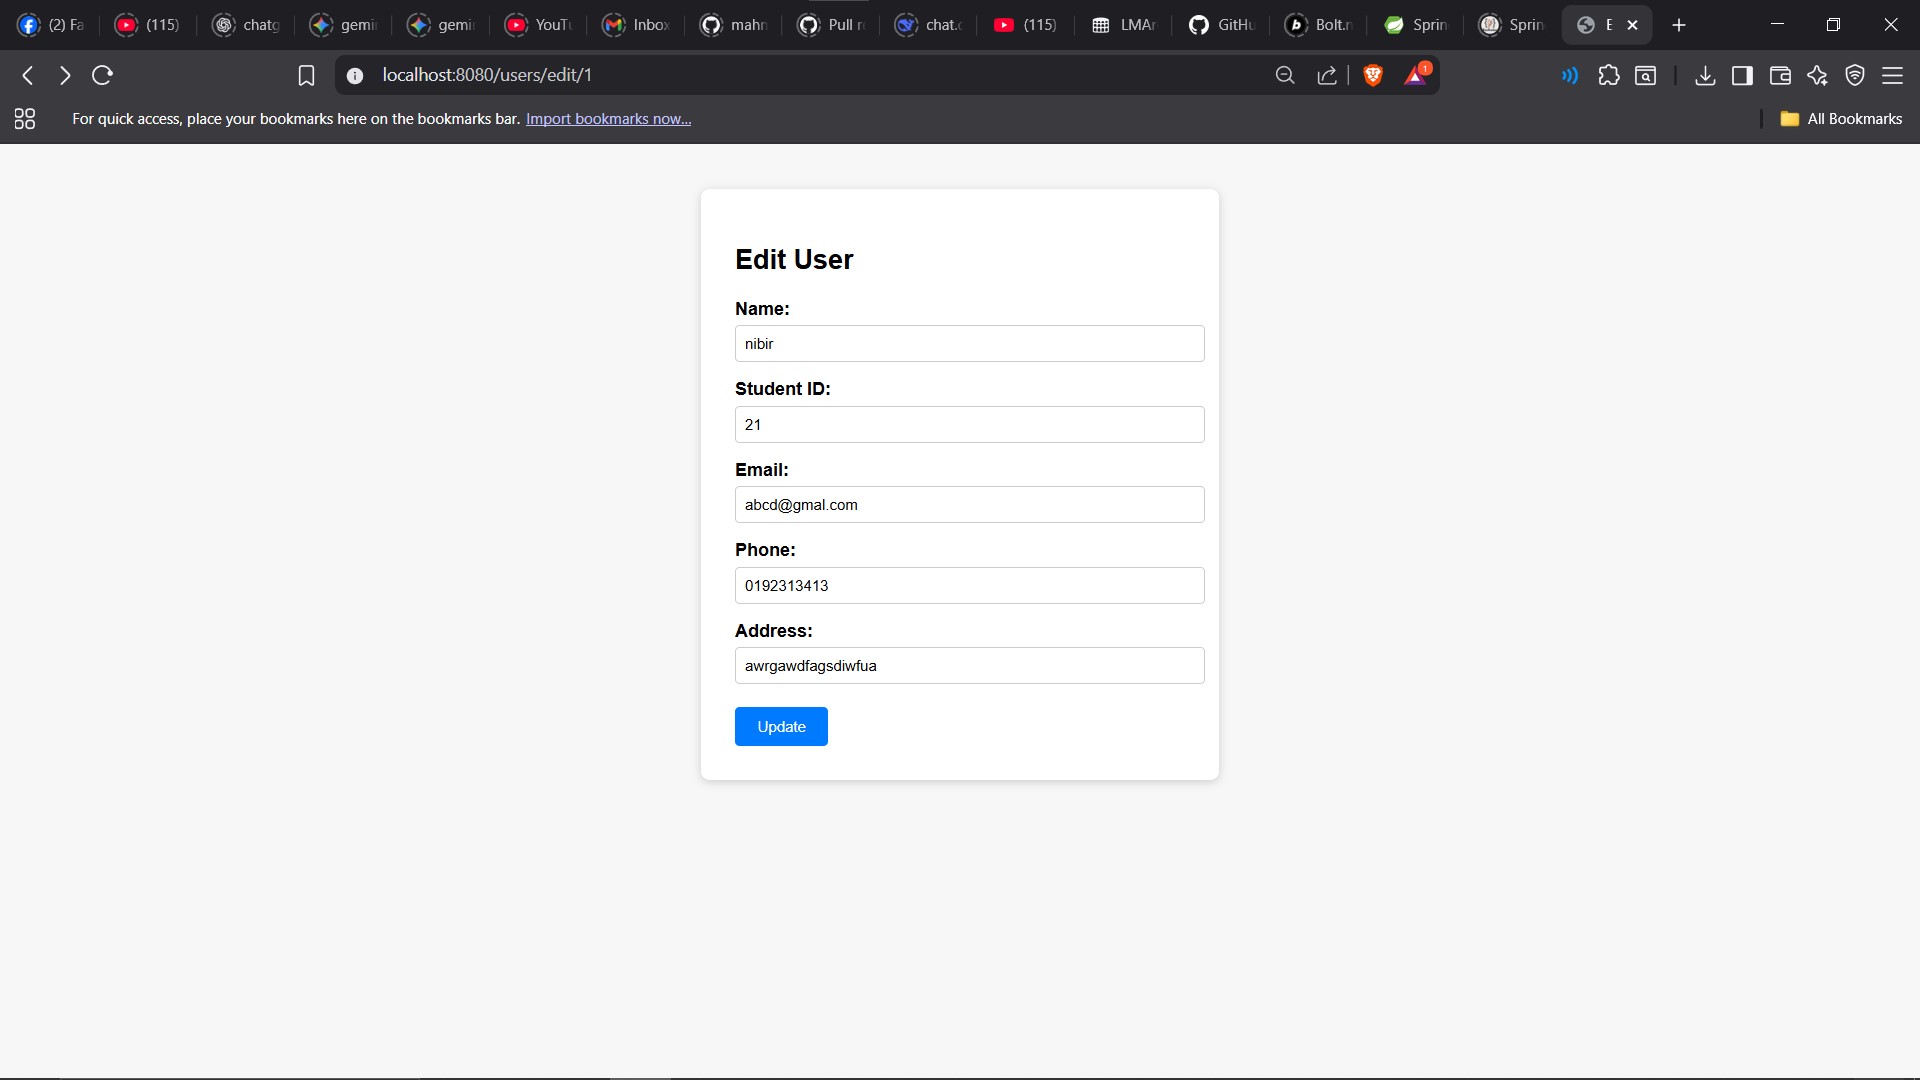 (2) Fa
(115)
chatg
gemi
gemi
YouTu
Inbox
mahn
Pull r
chat.c
(115)
LMAr
GitHu
Bolt.n
Sprin
Sprin
E
localhost:8080/users/edit/1
1
For quick access, place your bookmarks here on the bookmarks bar. Import bookmarks now...
All Bookmarks
Edit User
Name:
nibir
Student ID:
21
Email:
abcd@gmal.com
Phone:
0192313413
Address:
awrgawdfagsdiwfua
Update